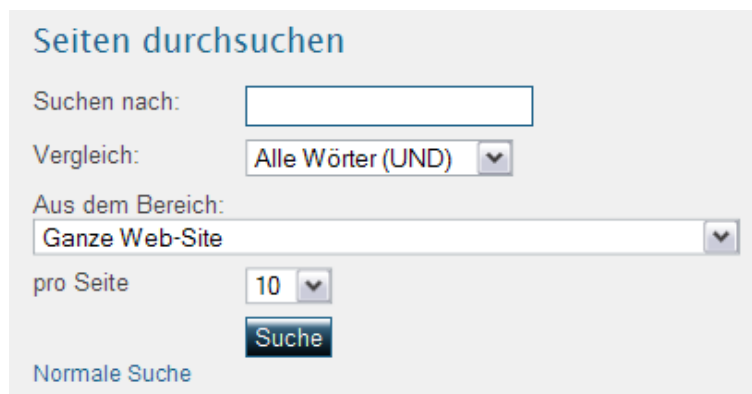 Seiten durchsuchen
Suchen nach:
Vergleich: Alle Wörter (UND)
Aus dem Bereich:
Ganze Web-Site
pro Seite 10
Suche
Normale Suche